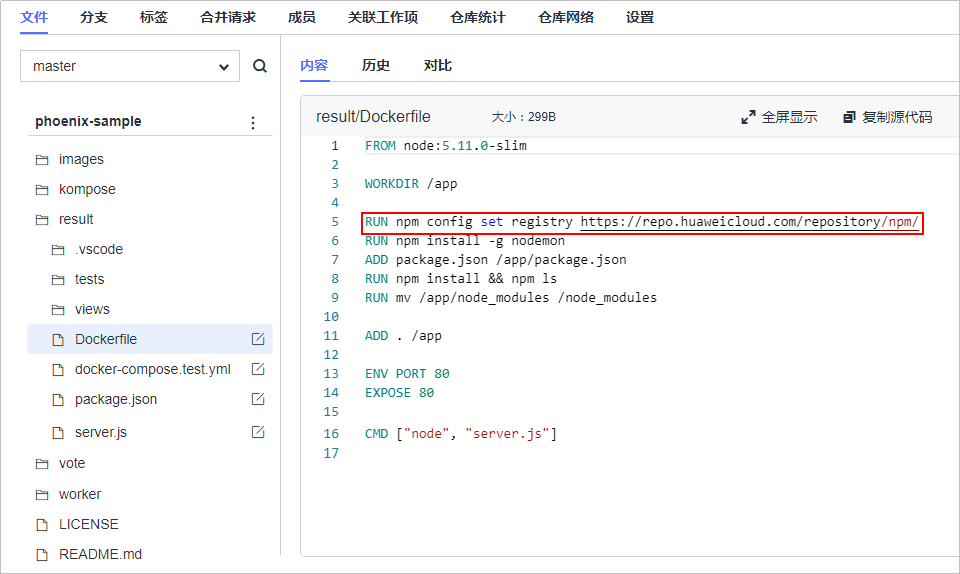 文件 分支 标签 合并请求 成员 关联工作项 仓库统计 仓库网络 设置
master
phoenix-sample
images
kompose
result
.vscode
tests
views
Dockerfile
docker-compose.test.yml
package.json
server.js
vote
worker
LICENSE
README.md
内容 历史 对比
result/Dockerfile 大小：299B 全屏显示 复制源代码
1 FROM node:5.11.0-slim
2
3 WORKDIR /app
4
5 RUN npm config set registry https://repo.huaweicloud.com/repository/npm/
6 RUN npm install -g nodemon
7 ADD package.json /app/package.json
8 RUN npm install && npm ls
9 RUN mv /app/node_modules /node_modules
10
11 ADD . /app
12
13 ENV PORT 80
14 EXPOSE 80
15
16 CMD ["node", "server.js"]
17